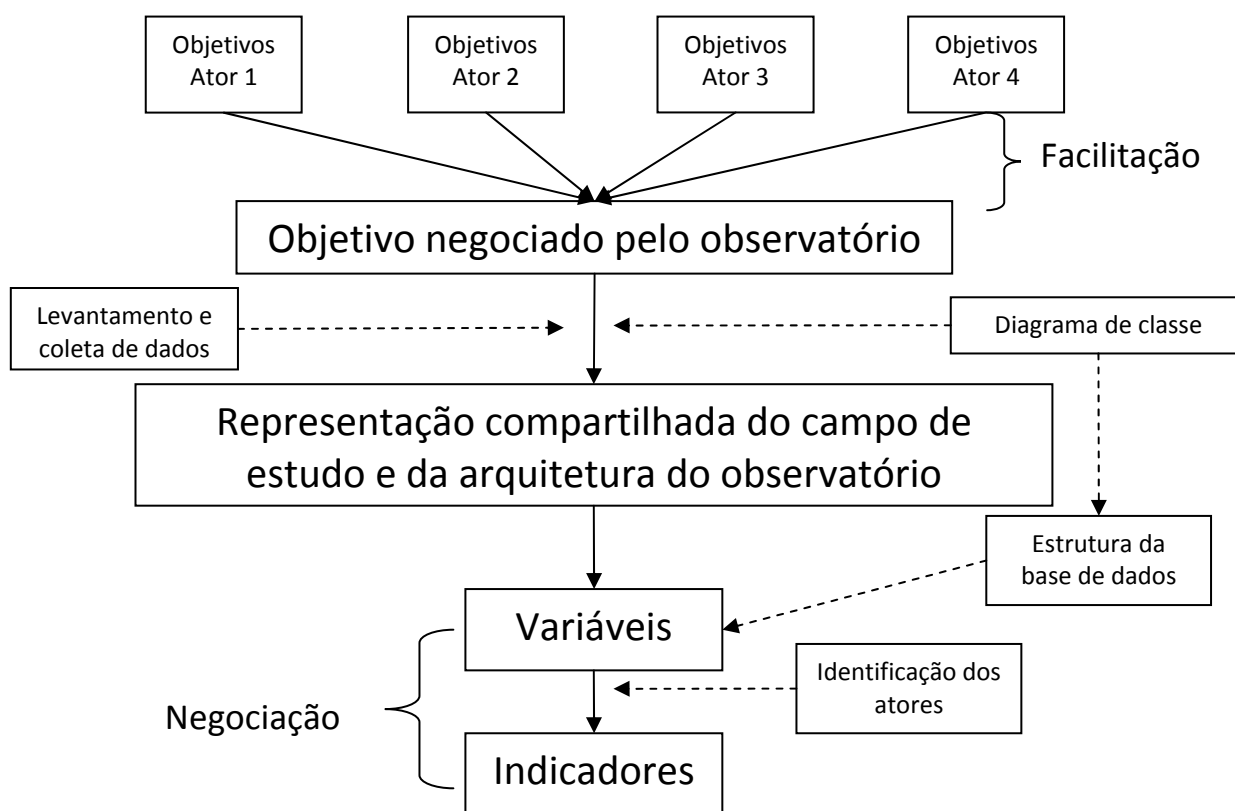 Objetivos
Ator 1
Objetivos
Ator 2
Objetivos
Ator 3
Objetivos
Ator 4
Facilitação
Objetivo negociado pelo observatório
Levantamento e
coleta de dados
Diagrama de classe
Representação compartilhada do campo de
estudo e da arquitetura do observatório
Estrutura da
base de dados
Variáveis
Identificação dos
atores
Negociação
Indicadores